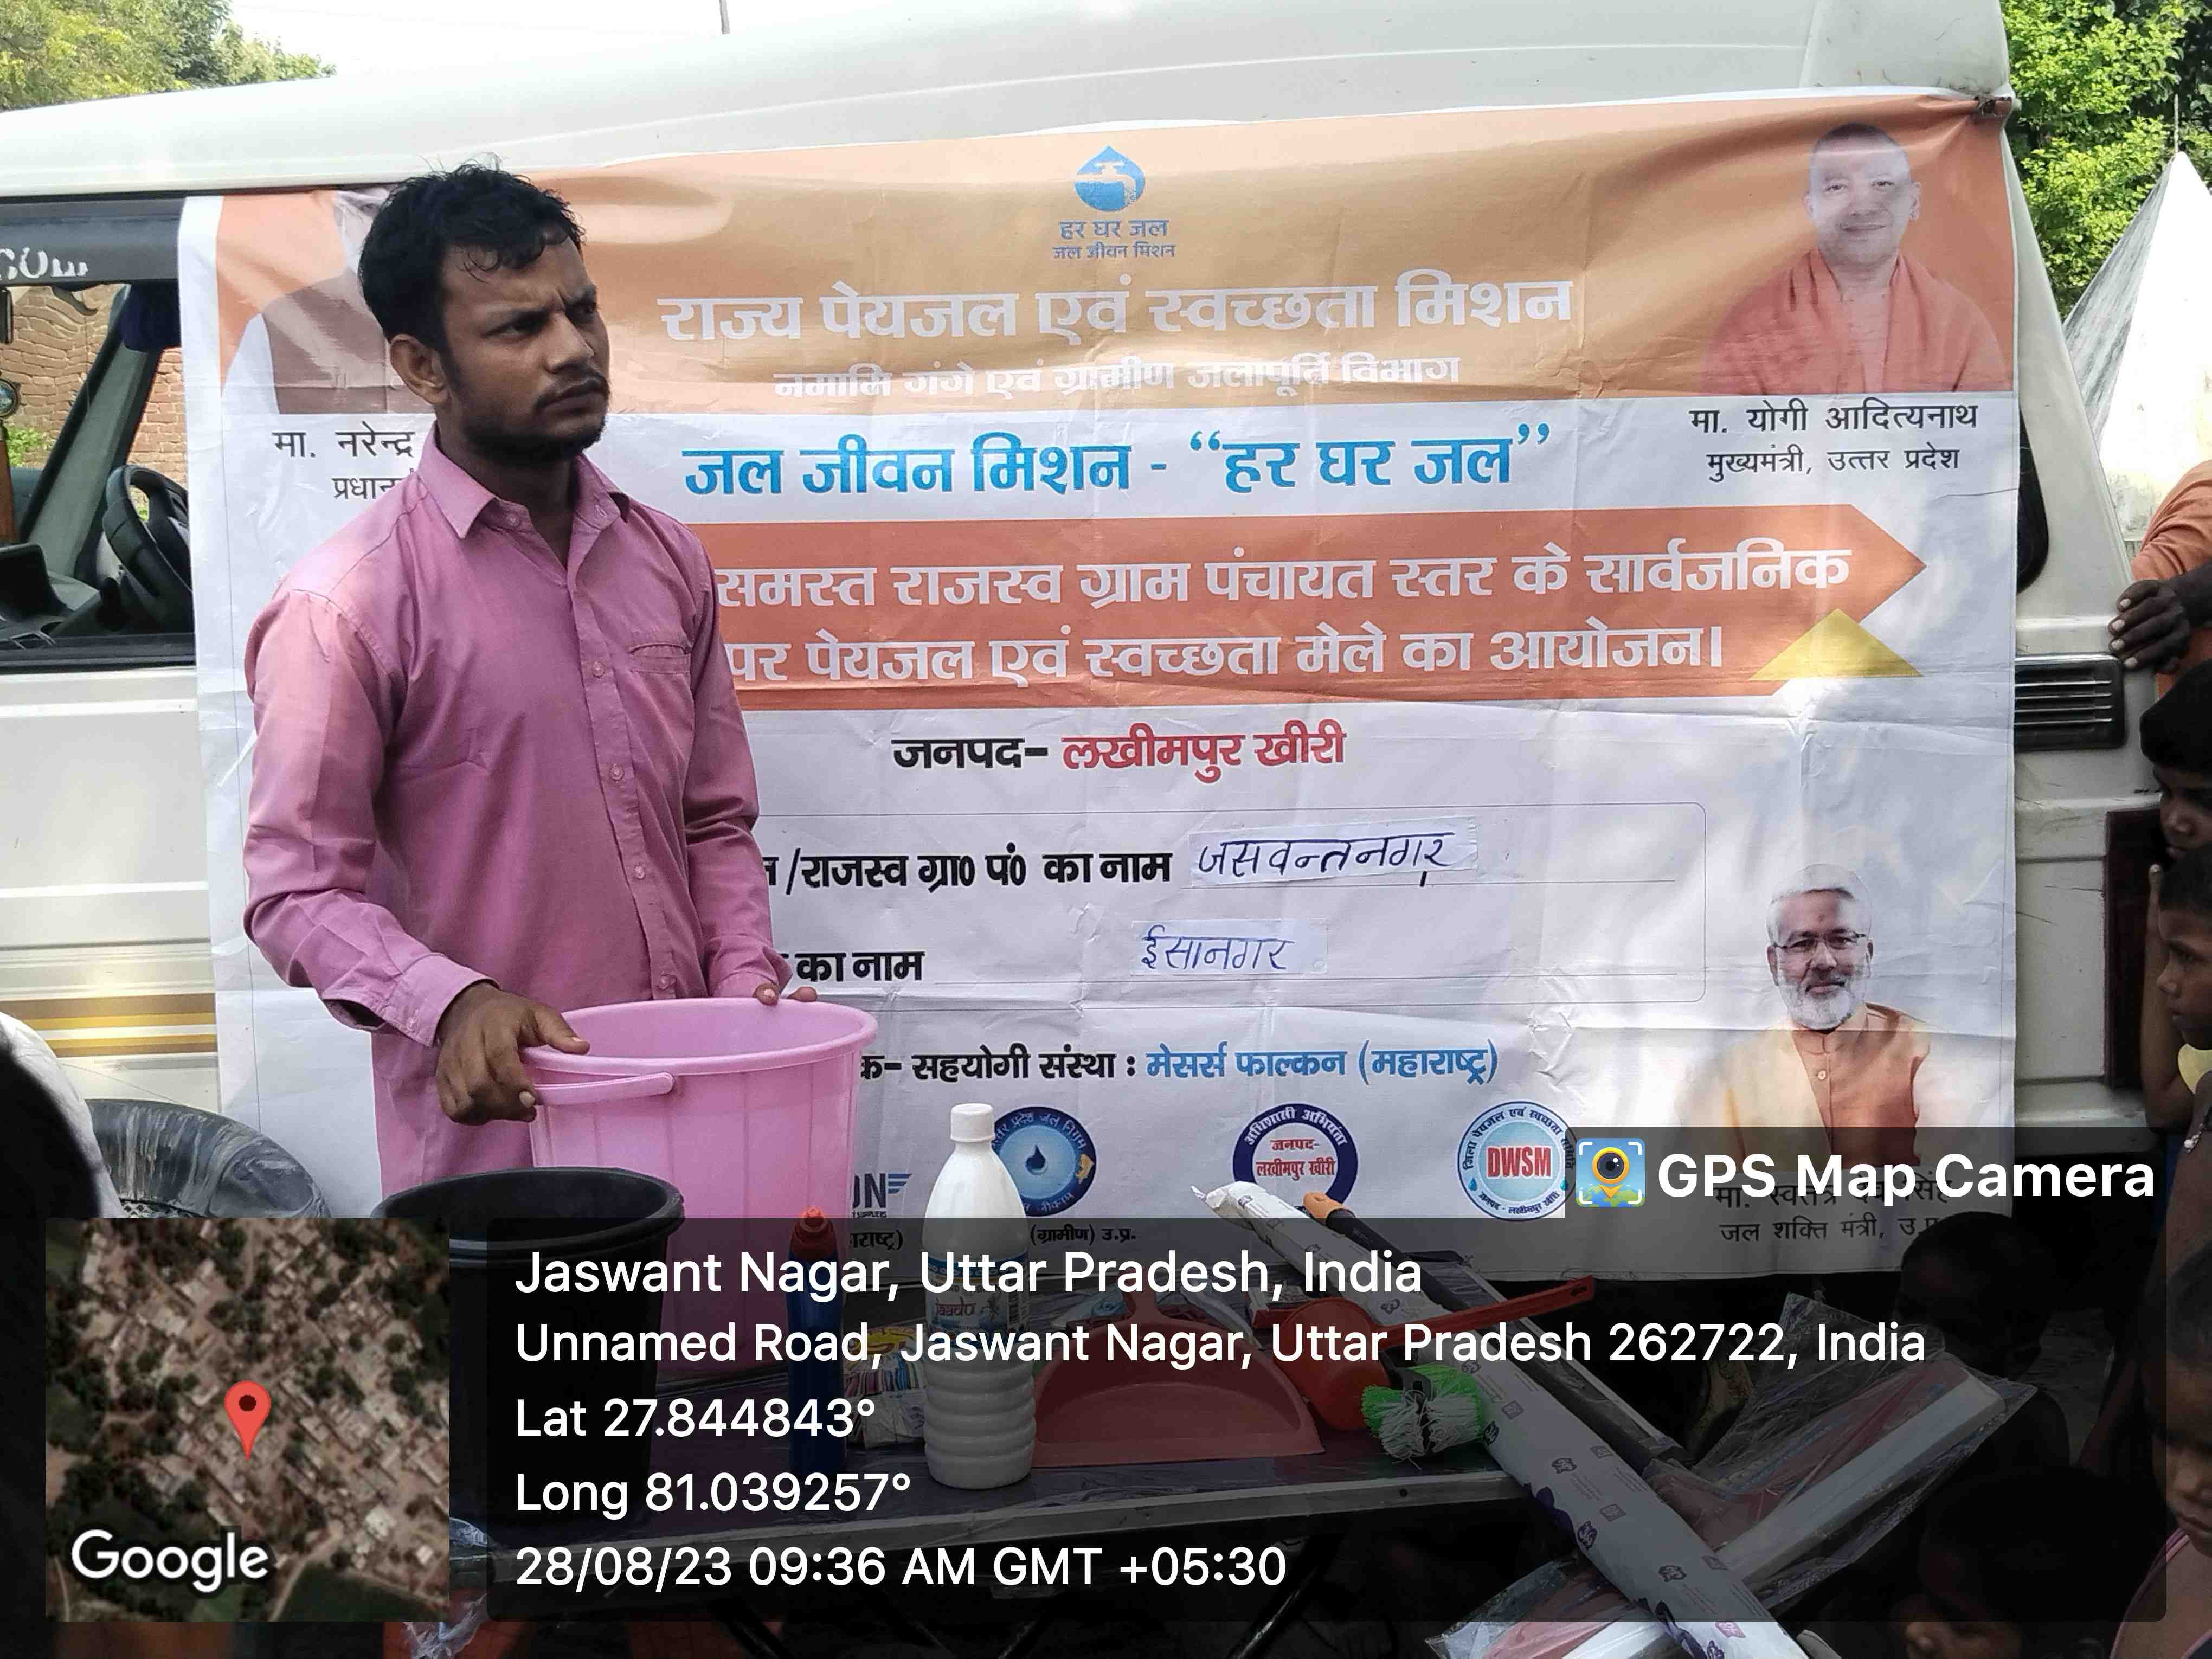 हर घर जल
जल जीवन मिशन
राज्य पेयजल एवं स्वच्छता मिशन
नमामि गंगे एवं ग्रामीण जलापूर्ति विभाग
मा. नरेन्द्र
प्रधान
मा. योगी आदित्यनाथ
मुख्यमंत्री, उत्तर प्रदेश
जल जीवन मिशन - “हर घर जल”
समस्त राजस्व ग्राम पंचायत स्तर के सार्वजनिक
पर पेयजल एवं स्वच्छता मेले का आयोजन।
जनपद- लखीमपुर खीरी
/राजस्व ग्रा० पं० का नाम जसवन्तनगर
का नाम ईसानगर
क- सहयोगी संस्था : मेसर्स फाल्कन (महाराष्ट्र)
अधिशासी अभियंता
जनपद-
लखीमपुर खीरी
DWSM
(ग्रामीण) उ.प्र.
जल शक्ति मंत्री, उ.प्र
GPS Map Camera
Jaswant Nagar, Uttar Pradesh, India
Unnamed Road, Jaswant Nagar, Uttar Pradesh 262722, India
Lat 27.844843°
Long 81.039257°
28/08/23 09:36 AM GMT +05:30
Google